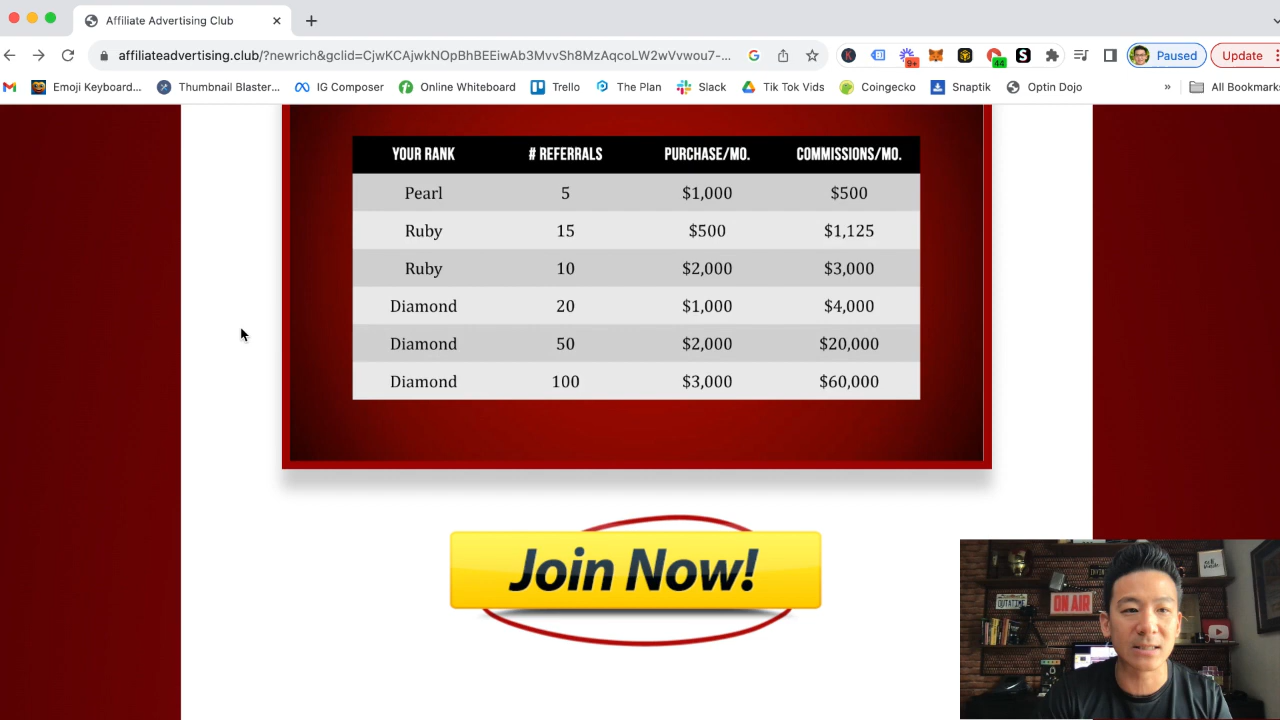 Affiliate Advertising Club
affiliateadvertising.club/?newrich&gclid=CjwKCAjwkNOpBhBEEiwAb3MvvSh8MzAqcoLW2wVvwou7-...
9+
44
S
Paused
Update
Emoji Keyboard...
Thumbnail Blaster...
IG Composer
Online Whiteboard
Trello
The Plan
Slack
Tik Tok Vids
Coingecko
Snaptik
Optin Dojo
»
All Bookmarks
YOUR RANK # REFERRALS PURCHASE/MO. COMMISSIONS/MO.
Pearl 5 $1,000 $500
Ruby 15 $500 $1,125
Ruby 10 $2,000 $3,000
Diamond 20 $1,000 $4,000
Diamond 50 $2,000 $20,000
Diamond 100 $3,000 $60,000
Join Now!
OUTATIME
ON AIR